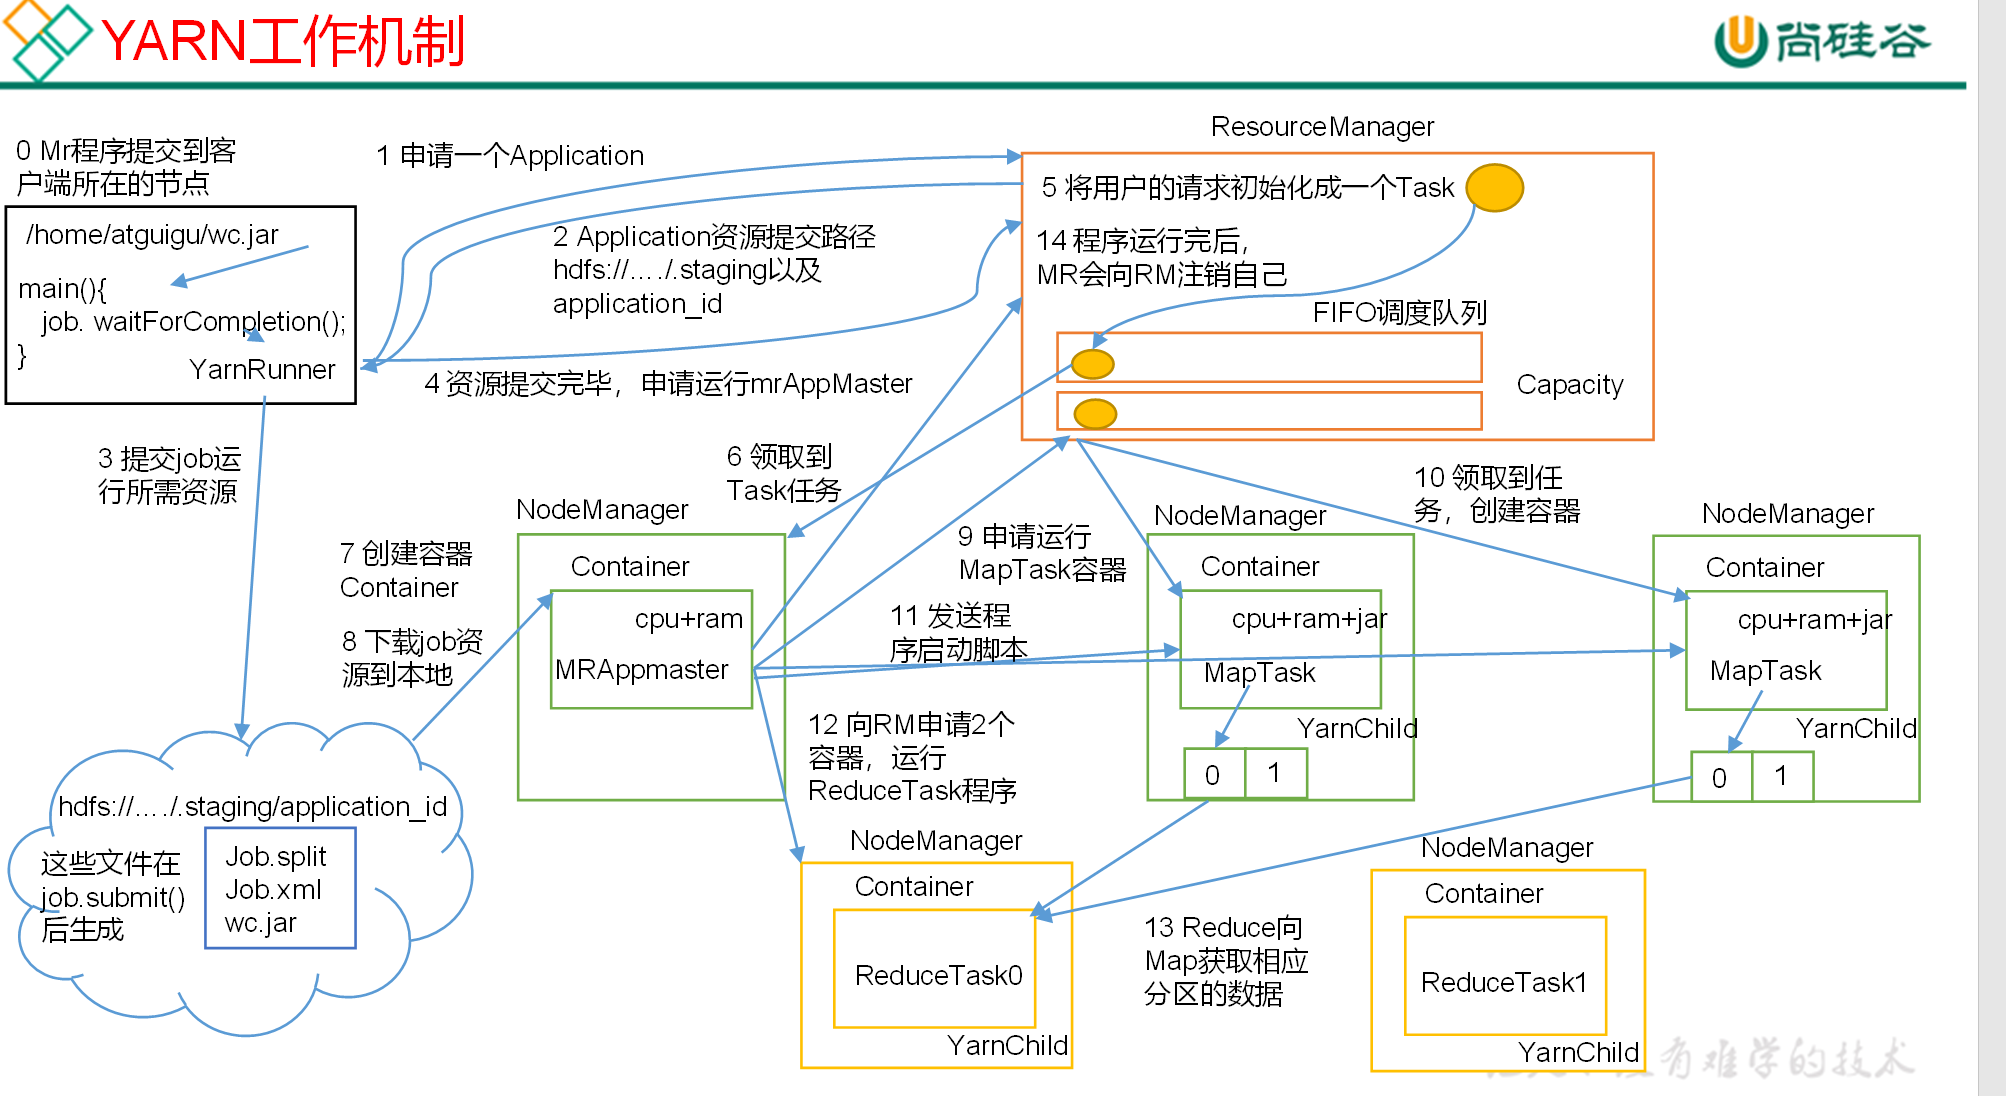 YARN工作机制
尚硅谷
0 Mr程序提交到客
户端所在的节点
/home/atguigu/wc.jar
main(){
job. waitForCompletion();
}
YarnRunner
1 申请一个Application
2 Application资源提交路径
hdfs://…./.staging以及
application_id
4 资源提交完毕，申请运行mrAppMaster
ResourceManager
5 将用户的请求初始化成一个Task
14 程序运行完后，
MR会向RM注销自己
FIFO调度队列
Capacity
3 提交job运
行所需资源
6 领取到
Task任务
7 创建容器
Container
8 下载job资
源到本地
NodeManager
Container
cpu+ram
MRAppmaster
9 申请运行
MapTask容器
11 发送程
序启动脚本
10 领取到任
务，创建容器
NodeManager
Container
cpu+ram+jar
MapTask
YarnChild
0 1
NodeManager
Container
cpu+ram+jar
MapTask
YarnChild
0 1
12 向RM申请2个
容器，运行
ReduceTask程序
hdfs://…./.staging/application_id
这些文件在
job.submit()
后生成
Job.split
Job.xml
wc.jar
NodeManager
Container
ReduceTask0
YarnChild
13 Reduce向
Map获取相应
分区的数据
NodeManager
Container
ReduceTask1
YarnChild
有难学的技术